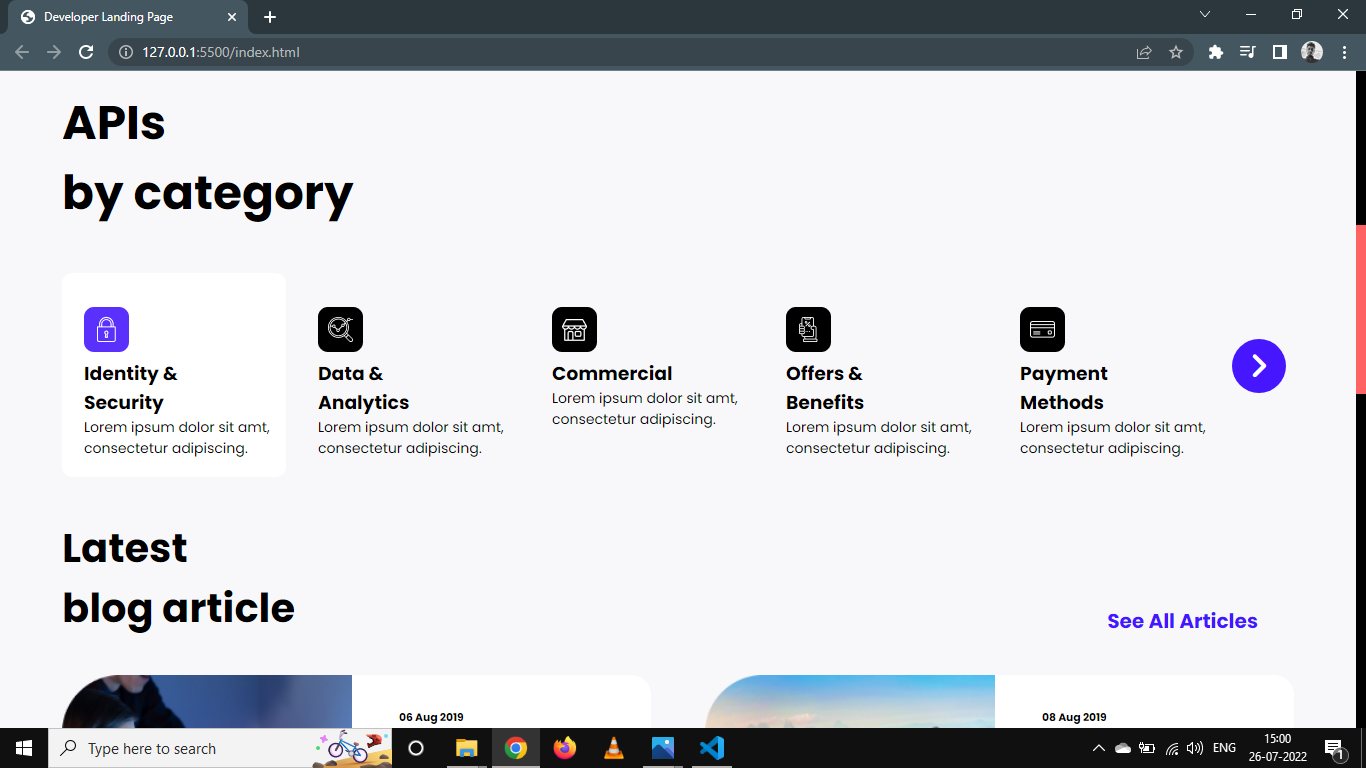 Developer Landing Page
127.0.0.1:5500/index.html
APIs
by category
Identity &
Security
Lorem ipsum dolor sit amt,
consectetur adipiscing.
Data &
Analytics
Lorem ipsum dolor sit amt,
consectetur adipiscing.
Commercial
Lorem ipsum dolor sit amt,
consectetur adipiscing.
Offers &
Benefits
Lorem ipsum dolor sit amt,
consectetur adipiscing.
Payment
Methods
Lorem ipsum dolor sit amt,
consectetur adipiscing.
Latest
blog article
See All Articles
06 Aug 2019
08 Aug 2019
Type here to search
ENG
15:00
26-07-2022
1